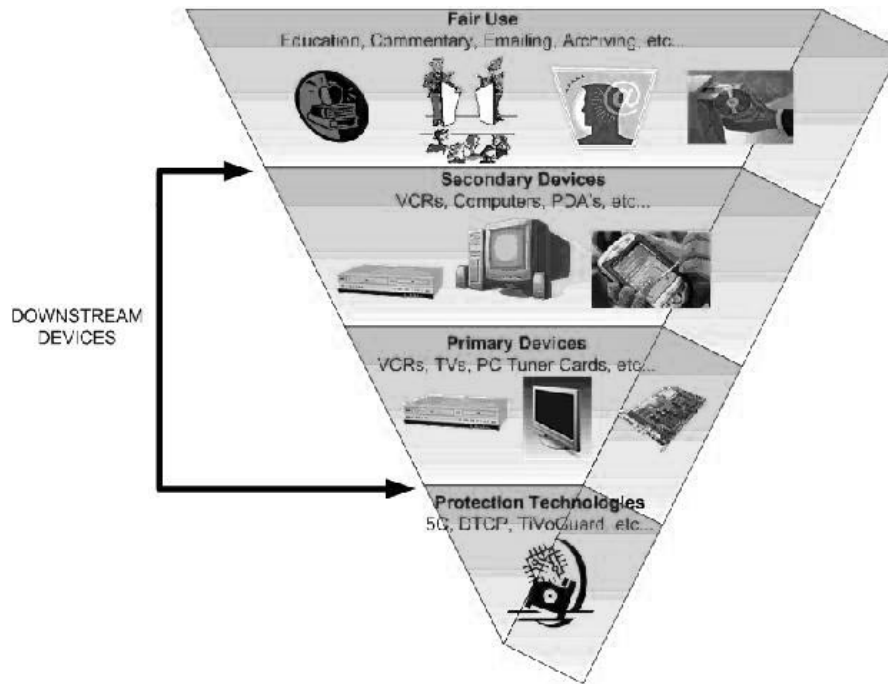 Fair Use
Education, Commentary, Emailing, Archiving, etc...
Secondary Devices
VCRs, Computers, PDA's, etc...
DOWNSTREAM
DEVICES
Primary Devices
VCRs, TVs, PC Tuner Cards, etc...
Protection Technologies
5C, DTCP, TiVoGuard, etc...